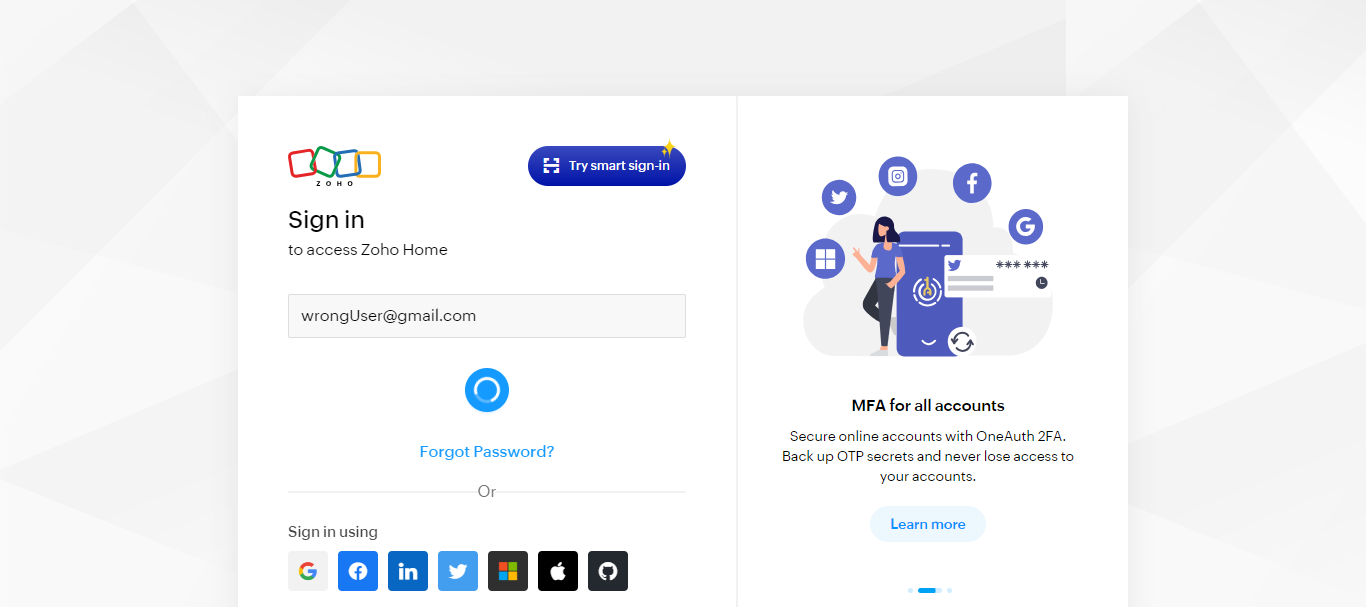 ZOHO
Try smart sign-in
Sign in
to access Zoho Home
wrongUser@gmail.com
Forgot Password?
Or
Sign in using
in
*** ***
MFA for all accounts
Secure online accounts with OneAuth 2FA.
Back up OTP secrets and never lose access to
your accounts.
Learn more